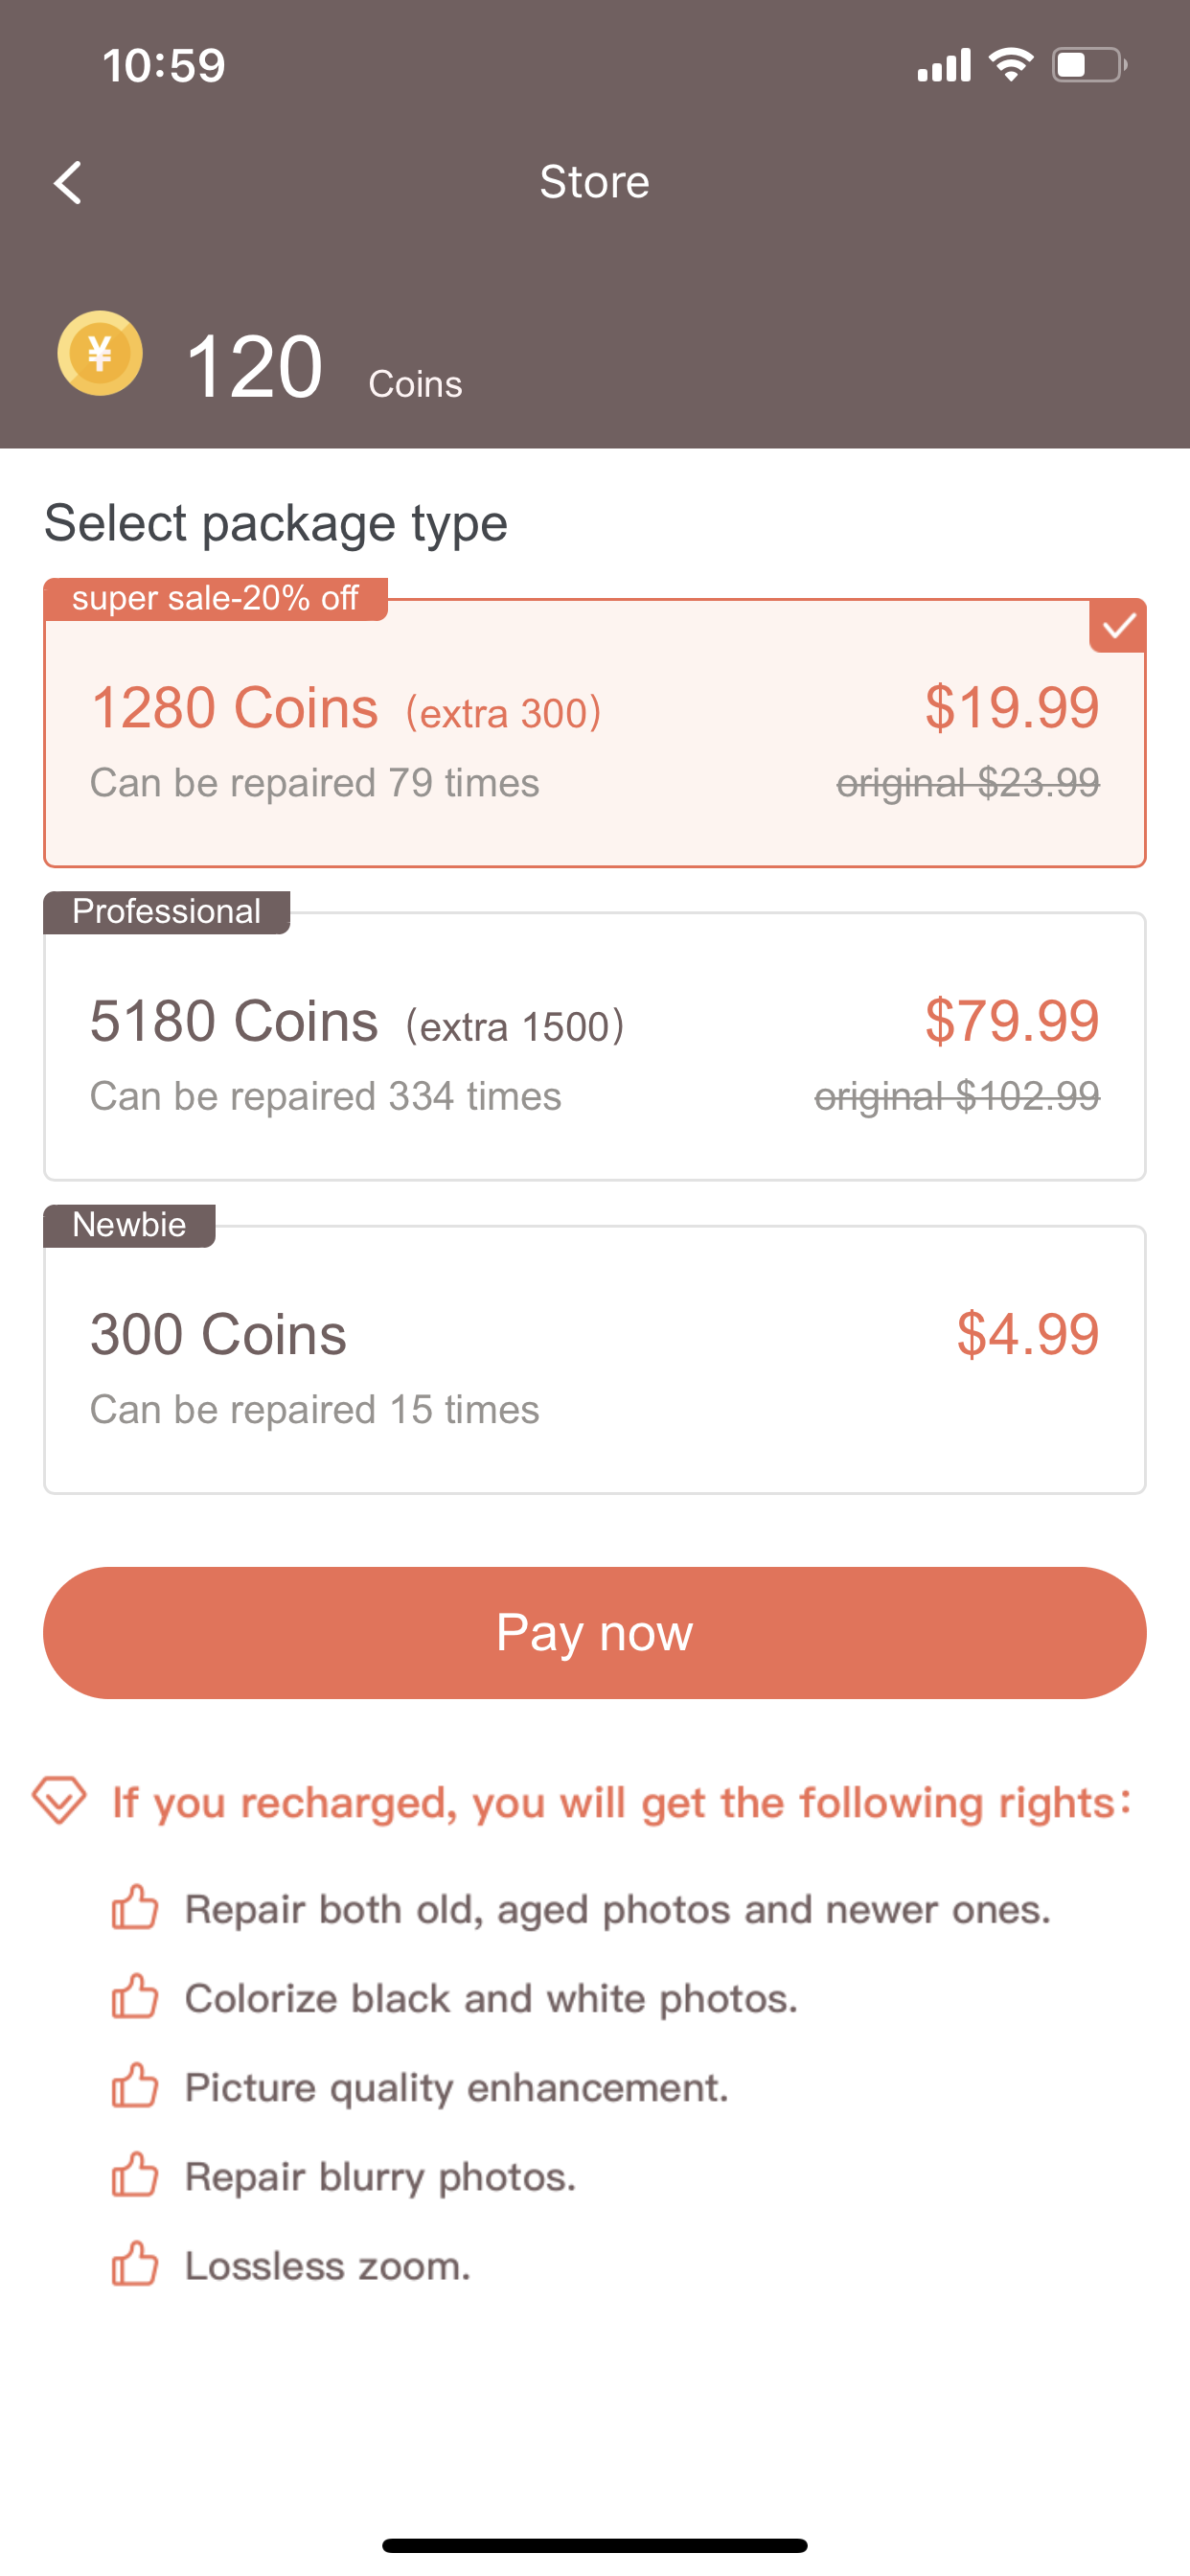 10:59
Store
¥ 120 Coins
Select package type
super sale-20% off
1280 Coins (extra 300) $19.99
Can be repaired 79 times original $23.99
Professional
5180 Coins (extra 1500) $79.99
Can be repaired 334 times original $102.99
Newbie
300 Coins $4.99
Can be repaired 15 times
Pay now
If you recharged, you will get the following rights:
Repair both old, aged photos and newer ones.
Colorize black and white photos.
Picture quality enhancement.
Repair blurry photos.
Lossless zoom.